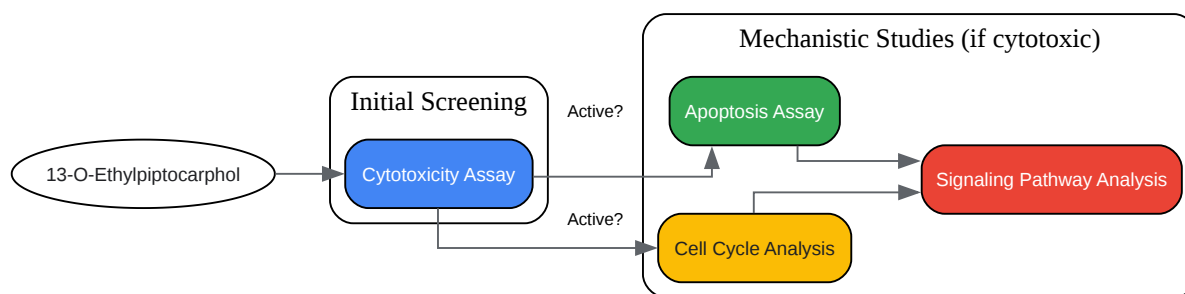 Mechanistic Studies (if cytotoxic)
Initial Screening
Active?
Apoptosis Assay
13-O-Ethylpiptocarphol
Cytotoxicity Assay
Signaling Pathway Analysis
Active?
Cell Cycle Analysis